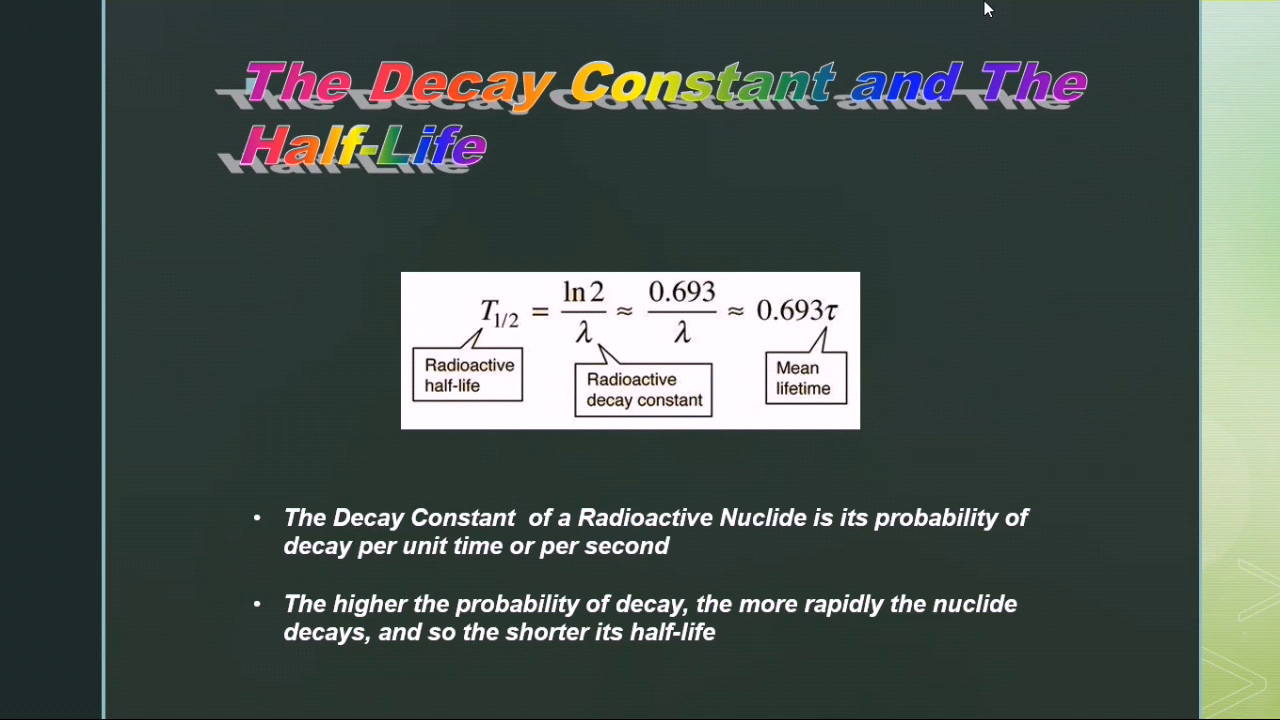 The Decay Constant and The
Half-Life
T1/2 = ln 2 / λ ≈ 0.693 / λ ≈ 0.693τ
Radioactive
half-life
Radioactive
decay constant
Mean
lifetime
• The Decay Constant of a Radioactive Nuclide is its probability of
decay per unit time or per second
• The higher the probability of decay, the more rapidly the nuclide
decays, and so the shorter its half-life